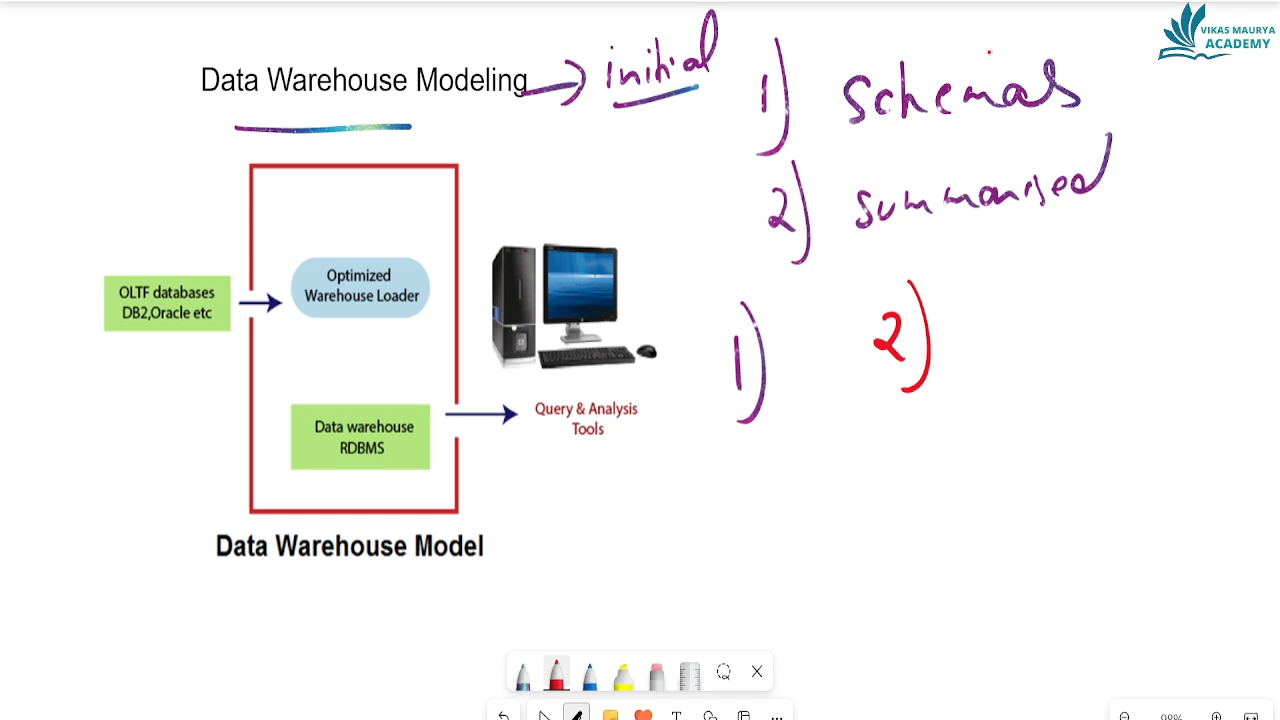 VIKAS MAURYA
ACADEMY
Data Warehouse Modeling
initial
1) schemas
2) summarised
OLTF databases
DB2,Oracle etc
Optimized
Warehouse Loader
1) 2)
Data warehouse
RDBMS
Query & Analysis
Tools
Data Warehouse Model